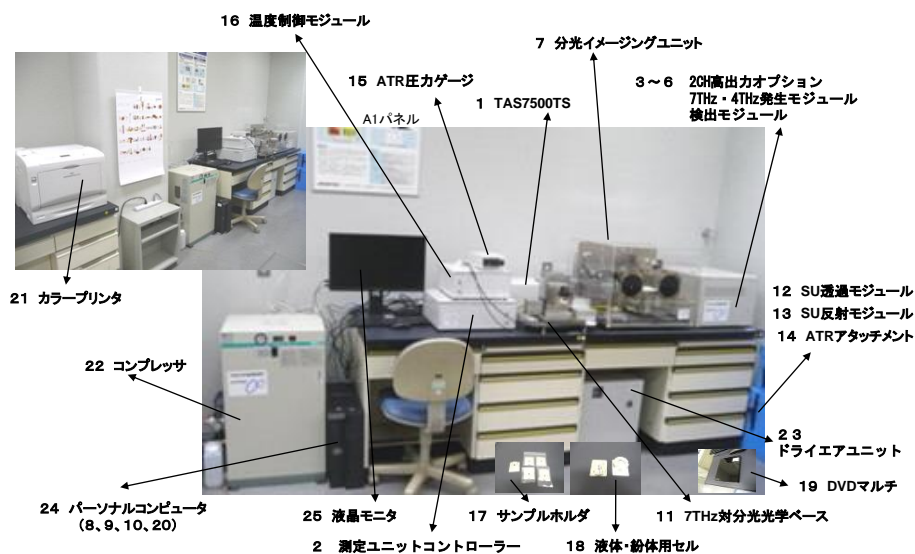 16 温度制御モジュール
7 分光イメージングユニット
15 ATR圧力ゲージ
3～6 2CH高出力オプション
7THz・4THz発生モジュール
検出モジュール
1 TAS7500TS
A1パネル
21 カラープリンタ
12 SU透過モジュール
13 SU反射モジュール
14 ATRアタッチメント
22 コンプレッサ
23
ドライエアユニット
19 DVDマルチ
24 パーソナルコンピュータ
(8、9、10、20)
25 液晶モニタ
17 サンプルホルダ
11 7THz対分光光学ベース
2 測定ユニットコントローラー
18 液体・紛体用セル